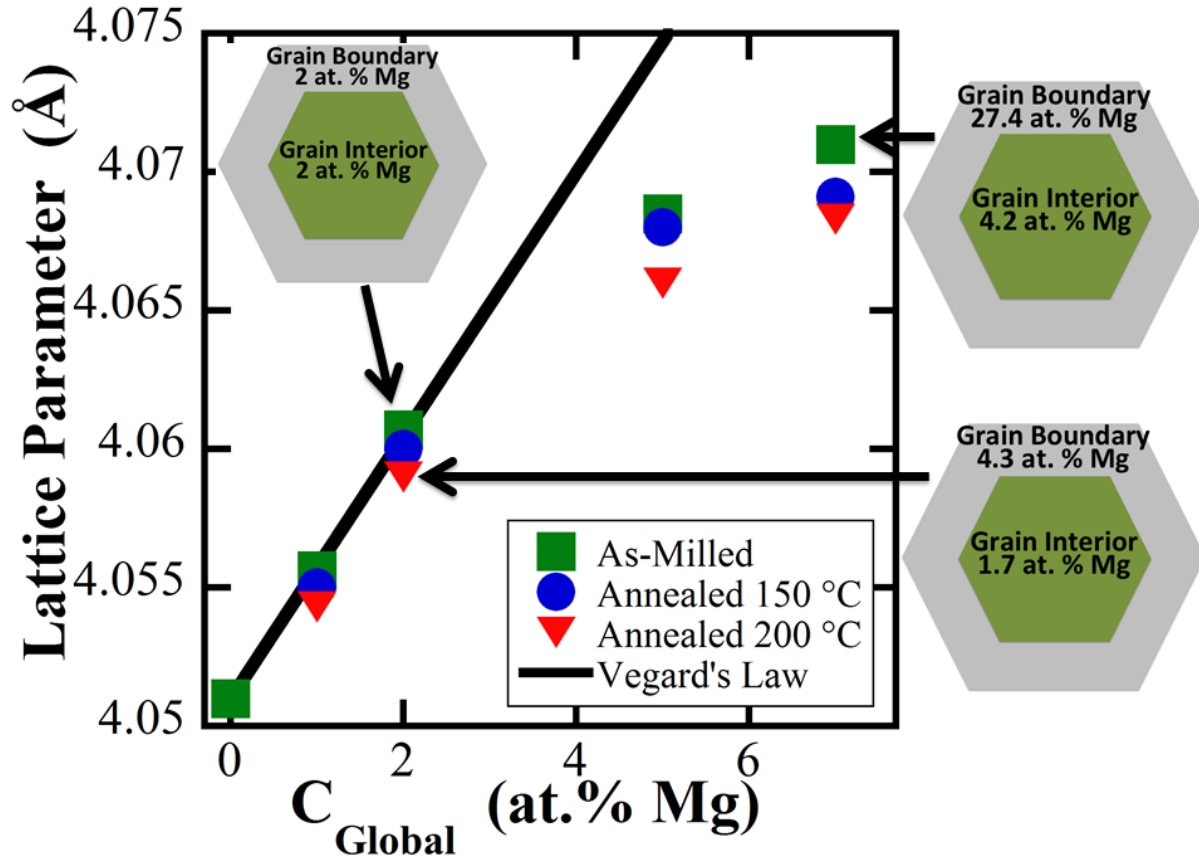 4.075
4.07
4.065
4.06
4.055
4.05
Lattice Parameter (Å)
Grain Boundary
2 at. % Mg
Grain Interior
2 at. % Mg
Grain Boundary
27.4 at. % Mg
Grain Interior
4.2 at. % Mg
Grain Boundary
4.3 at. % Mg
Grain Interior
1.7 at. % Mg
As-Milled
Annealed 150 °C
Annealed 200 °C
Vegard's Law
0 2 4 6
C Global (at.% Mg)